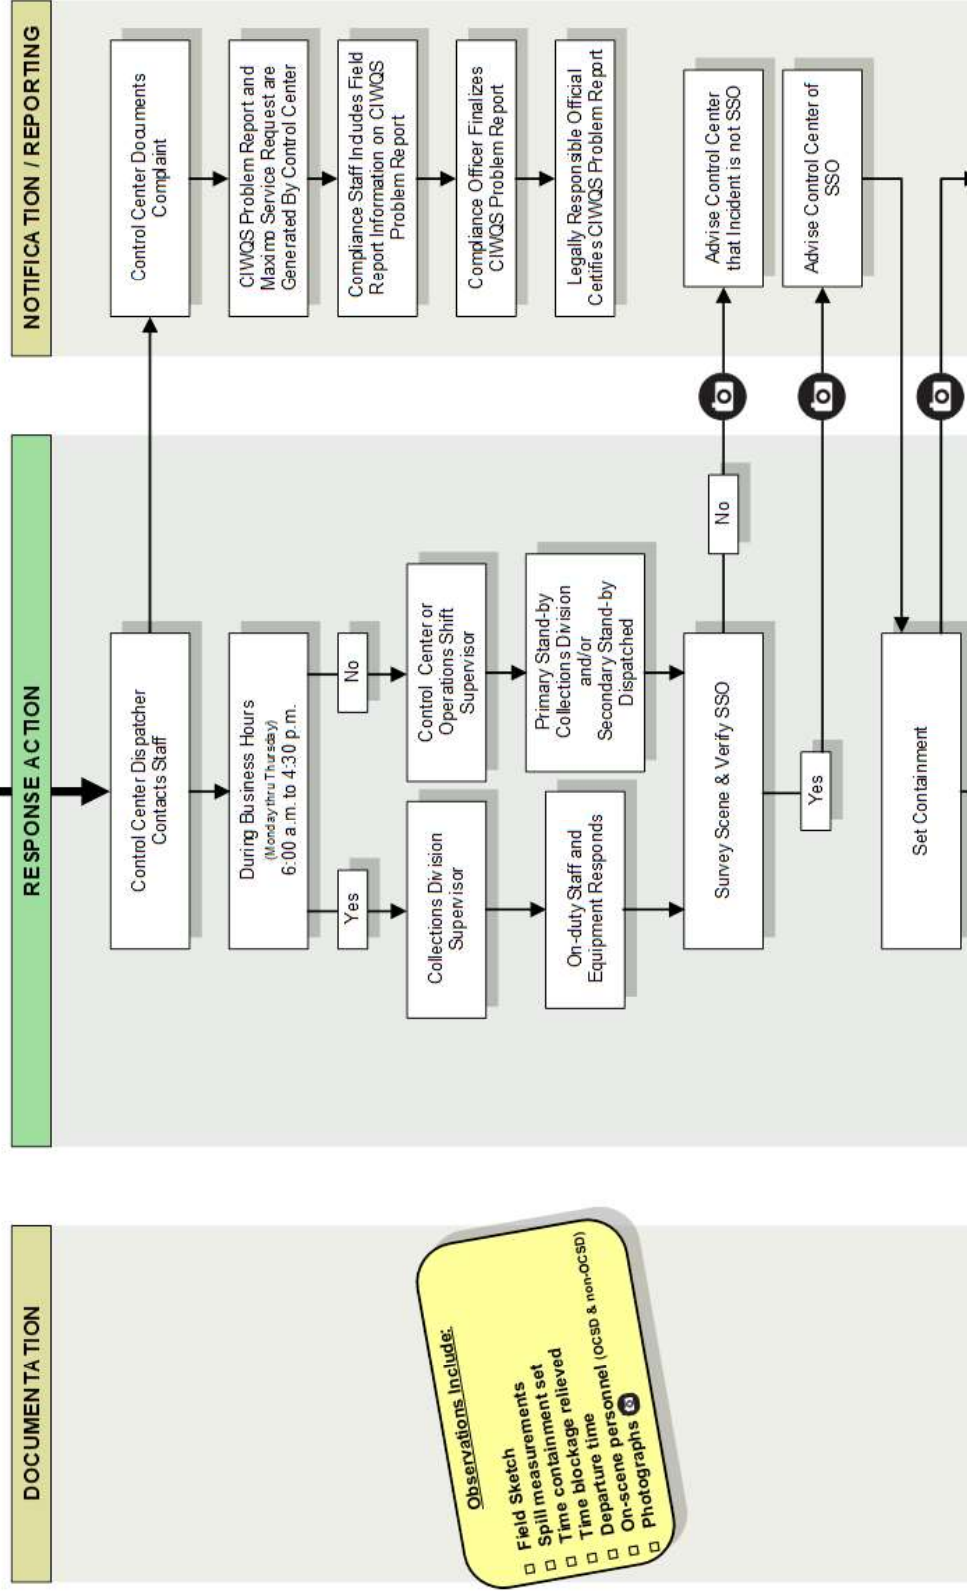 DOCUMENTATION
RESPONSE ACTION
NOTIFICATION / REPORTING
Control Center Dispatcher
Contacts Staff
Control Center Documents
Complaint
During Business Hours
(Monday thru Thursday)
6:00 a.m. to 4:30 p.m.
CIWQS Problem Report and
Maximo Service Request are
Generated By Control Center
Yes
No
Compliance Staff Includes Field
Report Information on CIWQS
Problem Report
Collections Division
Supervisor
Control Center or
Operations Shift
Supervisor
Compliance Officer Finalizes
CIWQS Problem Report
On-duty Staff and
Equipment Responds
Primary Stand-by
Collections Division
and/or
Secondary Stand-by
Dispatched
Legally Responsible Official
Certifies CIWQS Problem Report
Observations Include:
Field Sketch
Spill measurements
Time containment set
Time blockage relieved
Departure time
On-scene personnel (OCSD & non-OCSD)
Photographs
Survey Scene & Verify SSO
No
Advise Control Center
that Incident is not SSO
Yes
Advise Control Center of
SSO
Set Containment